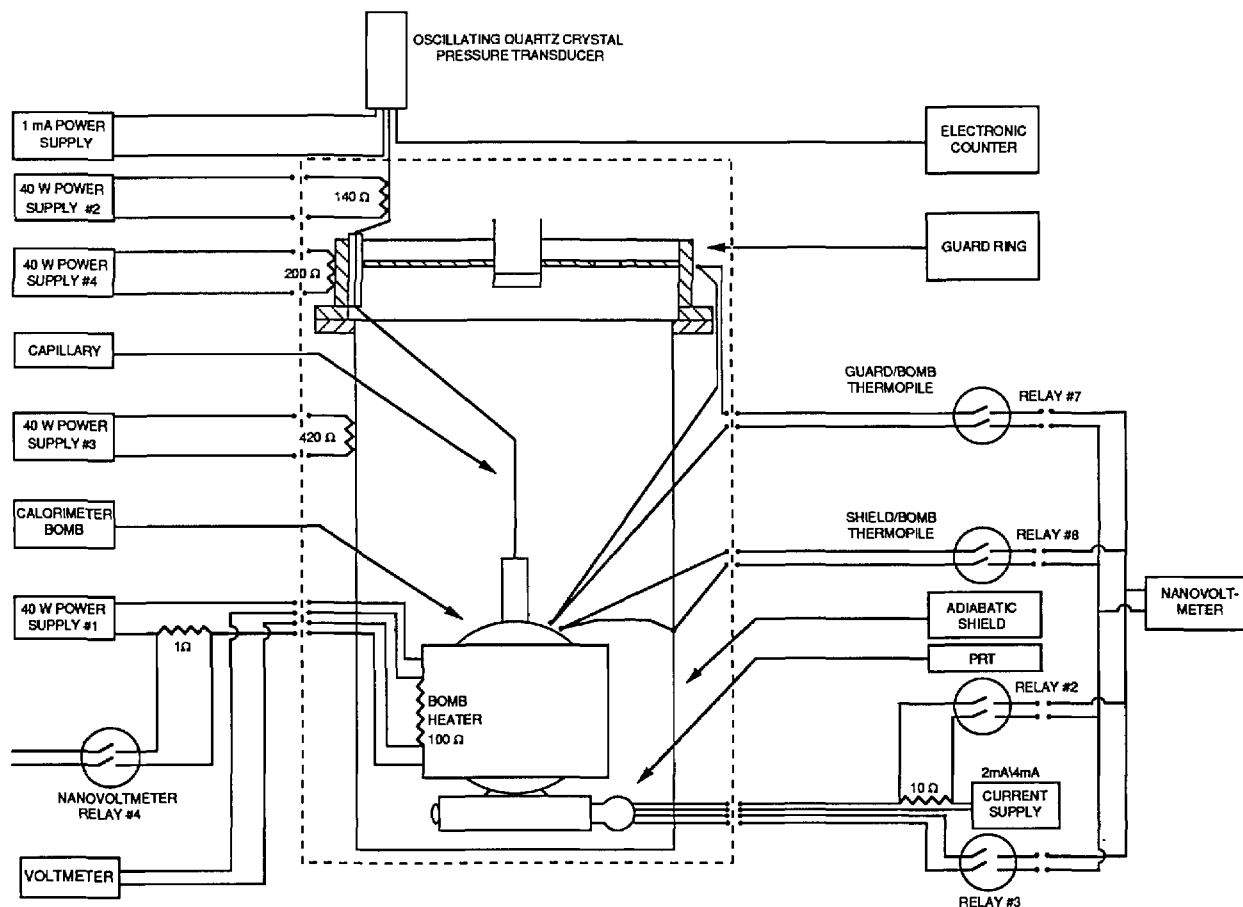 OSCILLATING QUARTZ CRYSTAL
PRESSURE TRANSDUCER
1 mA POWER
SUPPLY
ELECTRONIC
COUNTER
40 W POWER
SUPPLY #2
140 Ω
GUARD RING
40 W POWER
SUPPLY #4
200 Ω
CAPILLARY
GUARD/BOMB
THERMOPILE
RELAY #7
40 W POWER
SUPPLY #3
420 Ω
CALORIMETER
BOMB
SHIELD/BOMB
THERMOPILE
RELAY #8
40 W POWER
SUPPLY #1
1Ω
NANOVOLT-
METER
ADIABATIC
SHIELD
PRT
RELAY #2
BOMB
HEATER
100 Ω
NANOVOLTMETER
RELAY #4
10 Ω
2mA\4mA
CURRENT
SUPPLY
VOLTMETER
RELAY #3